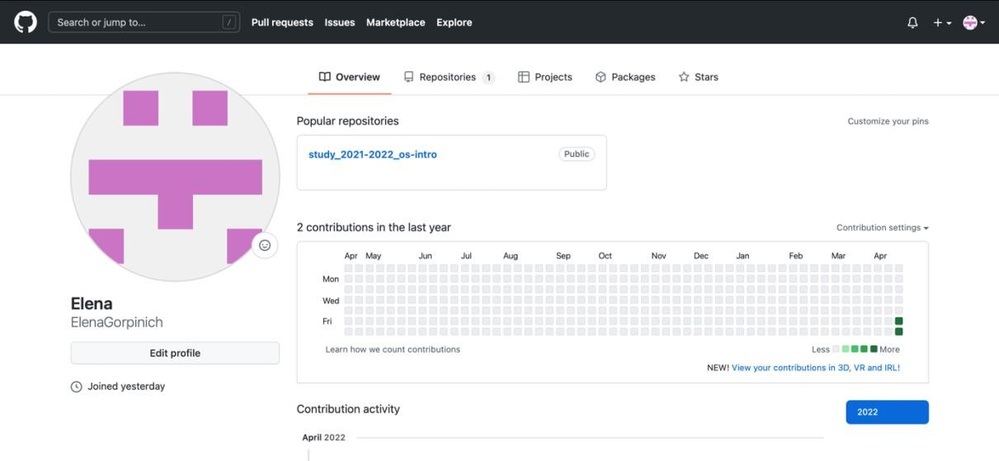 Search or jump to... /
Pull requests Issues Marketplace Explore
Overview Repositories 1 Projects Packages Stars
Popular repositories Customize your pins
study_2021-2022_os-intro Public
2 contributions in the last year Contribution settings
Apr May Jun Jul Aug Sep Oct Nov Dec Jan Feb Mar Apr
Mon
Wed
Fri
Learn how we count contributions Less More
NEW! View your contributions in 3D, VR and IRL!
Elena
ElenaGorpinich
Edit profile
Joined yesterday
Contribution activity 2022
April 2022